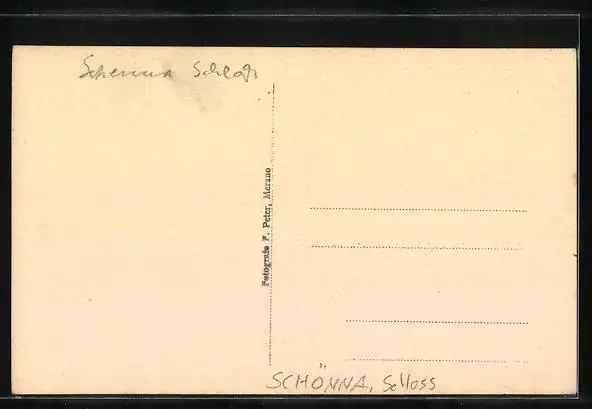 Schenna Schloß
Fotografo F. Peter, Merano
SCHÖNNA, Schloss